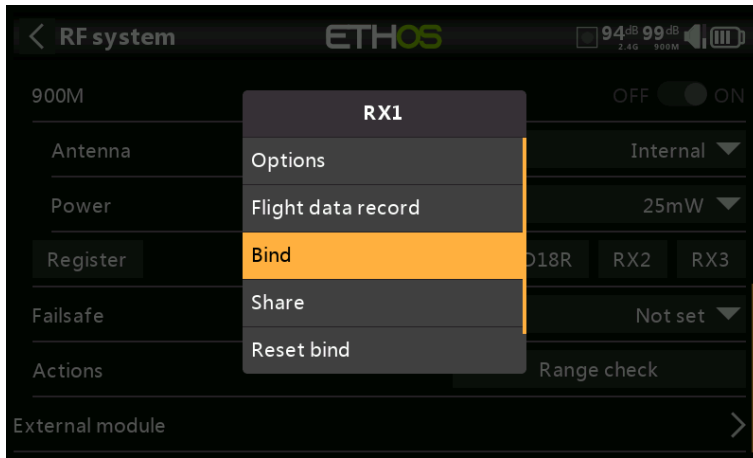 RF system ETHOS 94dB 2.4G 99dB 900M
900M OFF ON
RX1
Antenna Internal
Options
Power Flight data record 25mW
Register Bind D18R RX2 RX3
Failsafe Share Not set
Reset bind
Actions Range check
External module